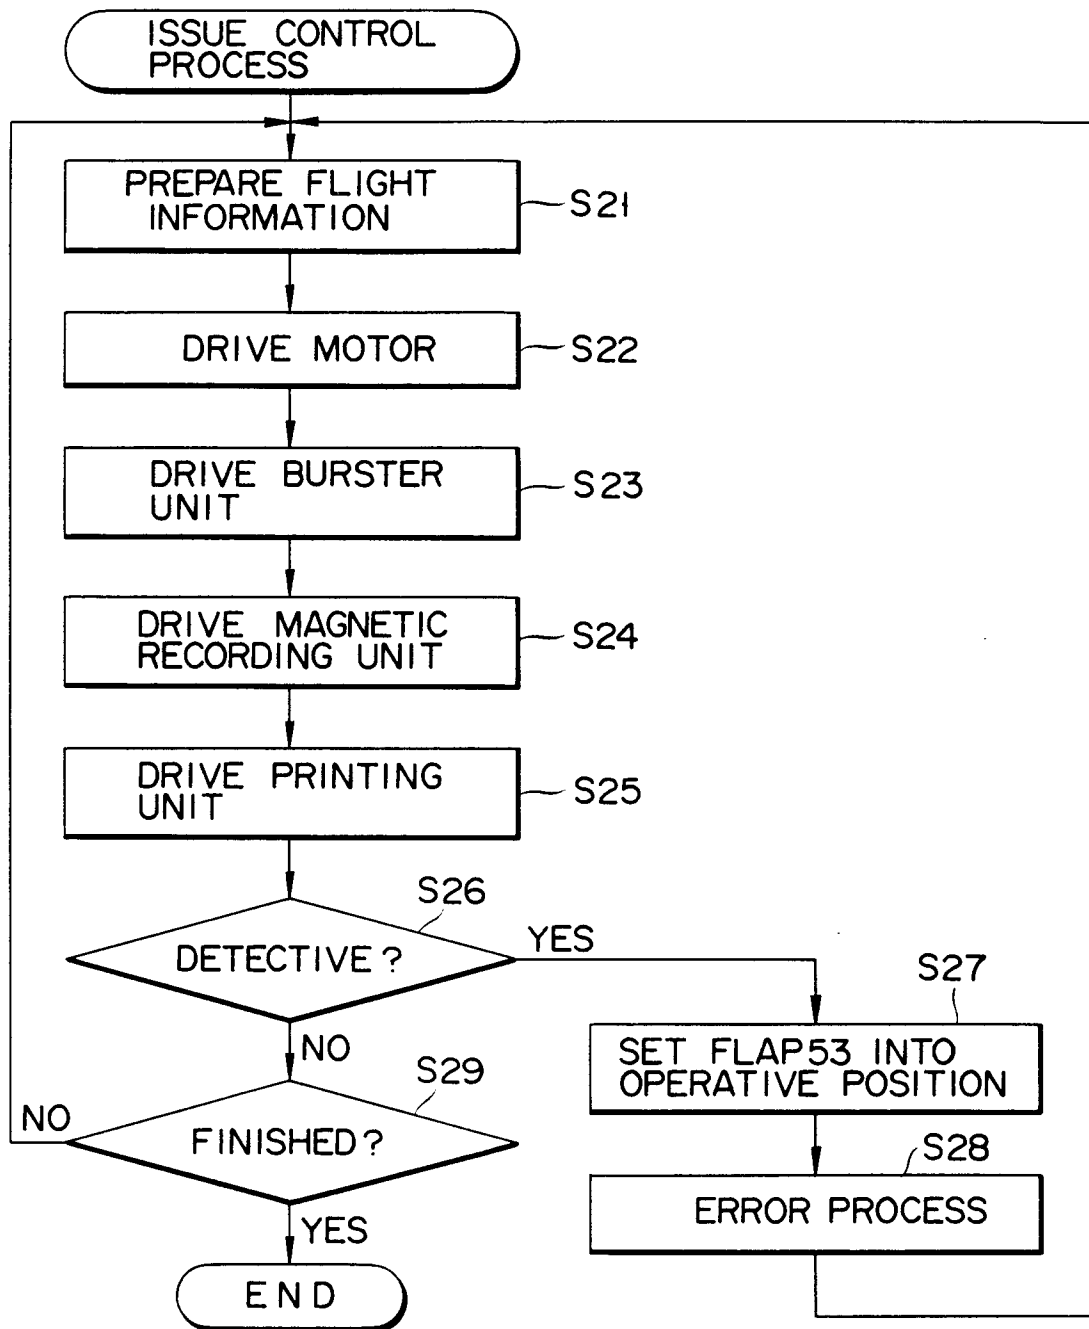 ISSUE CONTROL
PROCESS
PREPARE FLIGHT
INFORMATION
S21
DRIVE MOTOR
S22
DRIVE BURSTER
UNIT
S23
DRIVE MAGNETIC
RECORDING UNIT
S24
DRIVE PRINTING
UNIT
S25
S26
DETECTIVE?
YES
NO
S27
SET FLAP53 INTO
OPERATIVE POSITION
S28
ERROR PROCESS
S29
FINISHED?
NO
YES
END